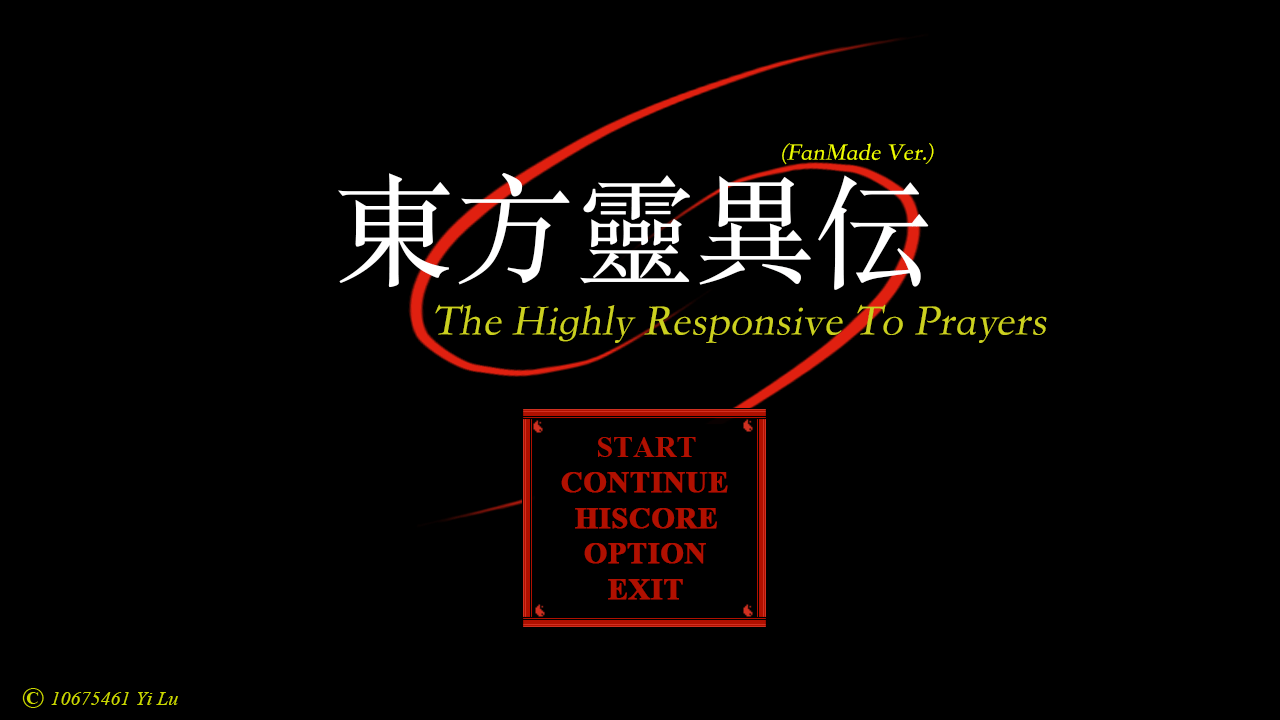 (FanMade Ver.)
東方靈異伝
The Highly Responsive To Prayers
START
CONTINUE
HISCORE
OPTION
EXIT
© 10675461 Yi Lu